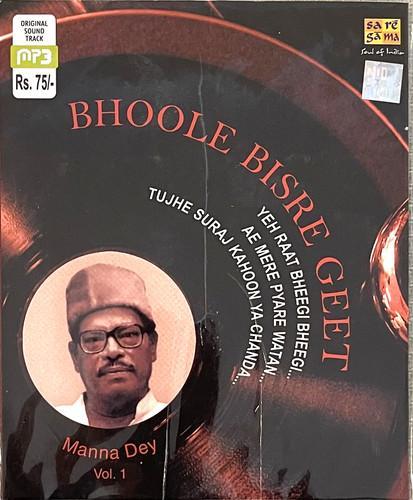 ORIGINAL
SOUND
TRACK
MP3
Rs. 75/-
sa re
ga ma
Soul of India
BHOOLE BISRE GEET
YEH RAAT BHEEGI BHEEGI...
AE MERE PYARE WATAN...
TUJHE SURAJ KAHOON YA CHANDA...
Manna Dey
Vol. 1